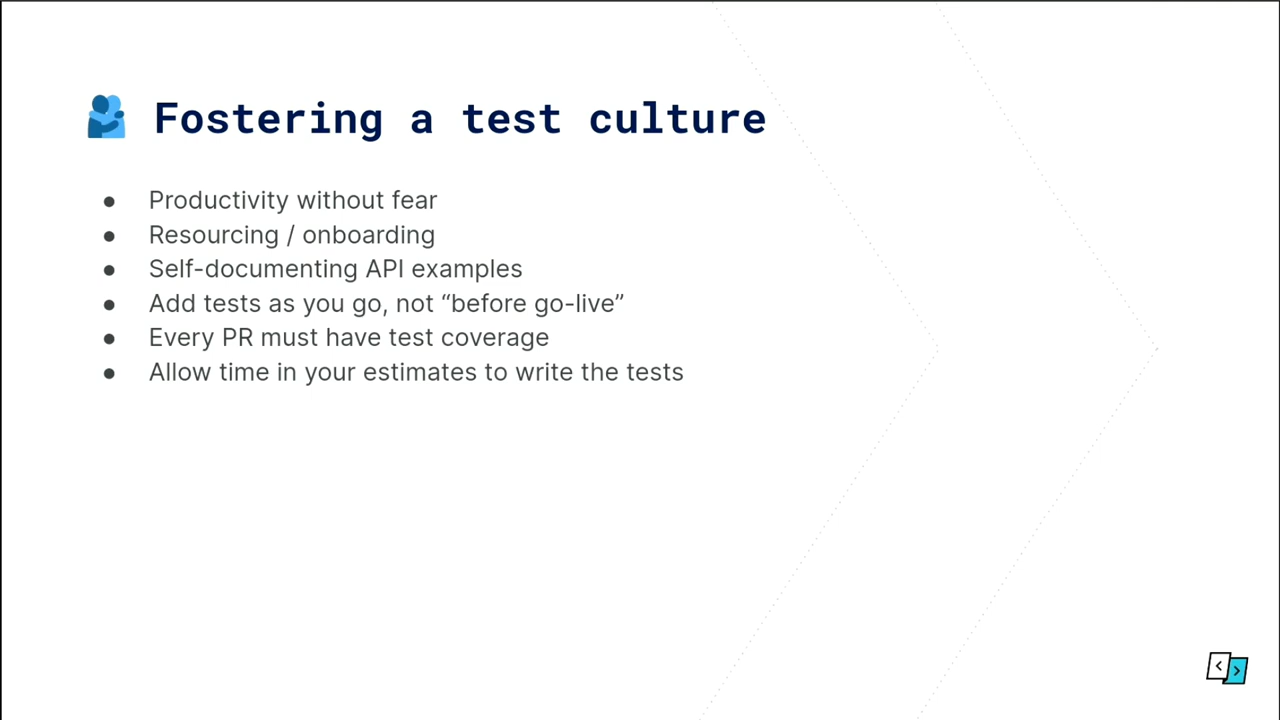 Fostering a test culture
● Productivity without fear
● Resourcing / onboarding
● Self-documenting API examples
● Add tests as you go, not “before go-live”
● Every PR must have test coverage
● Allow time in your estimates to write the tests